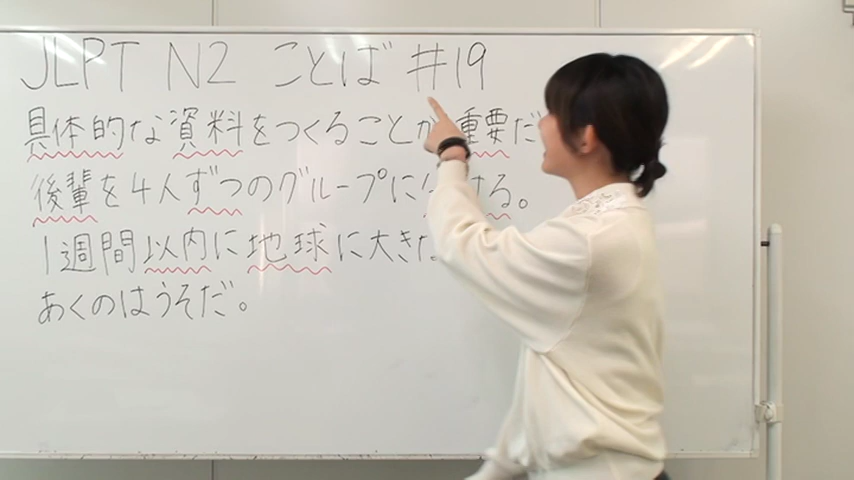 JLPT N2 ことば #19
具体的な資料をつくることが重要だ
後輩を4人ずつのグループに分ける。
1週間以内に地球に大きな
あくのはうそだ。